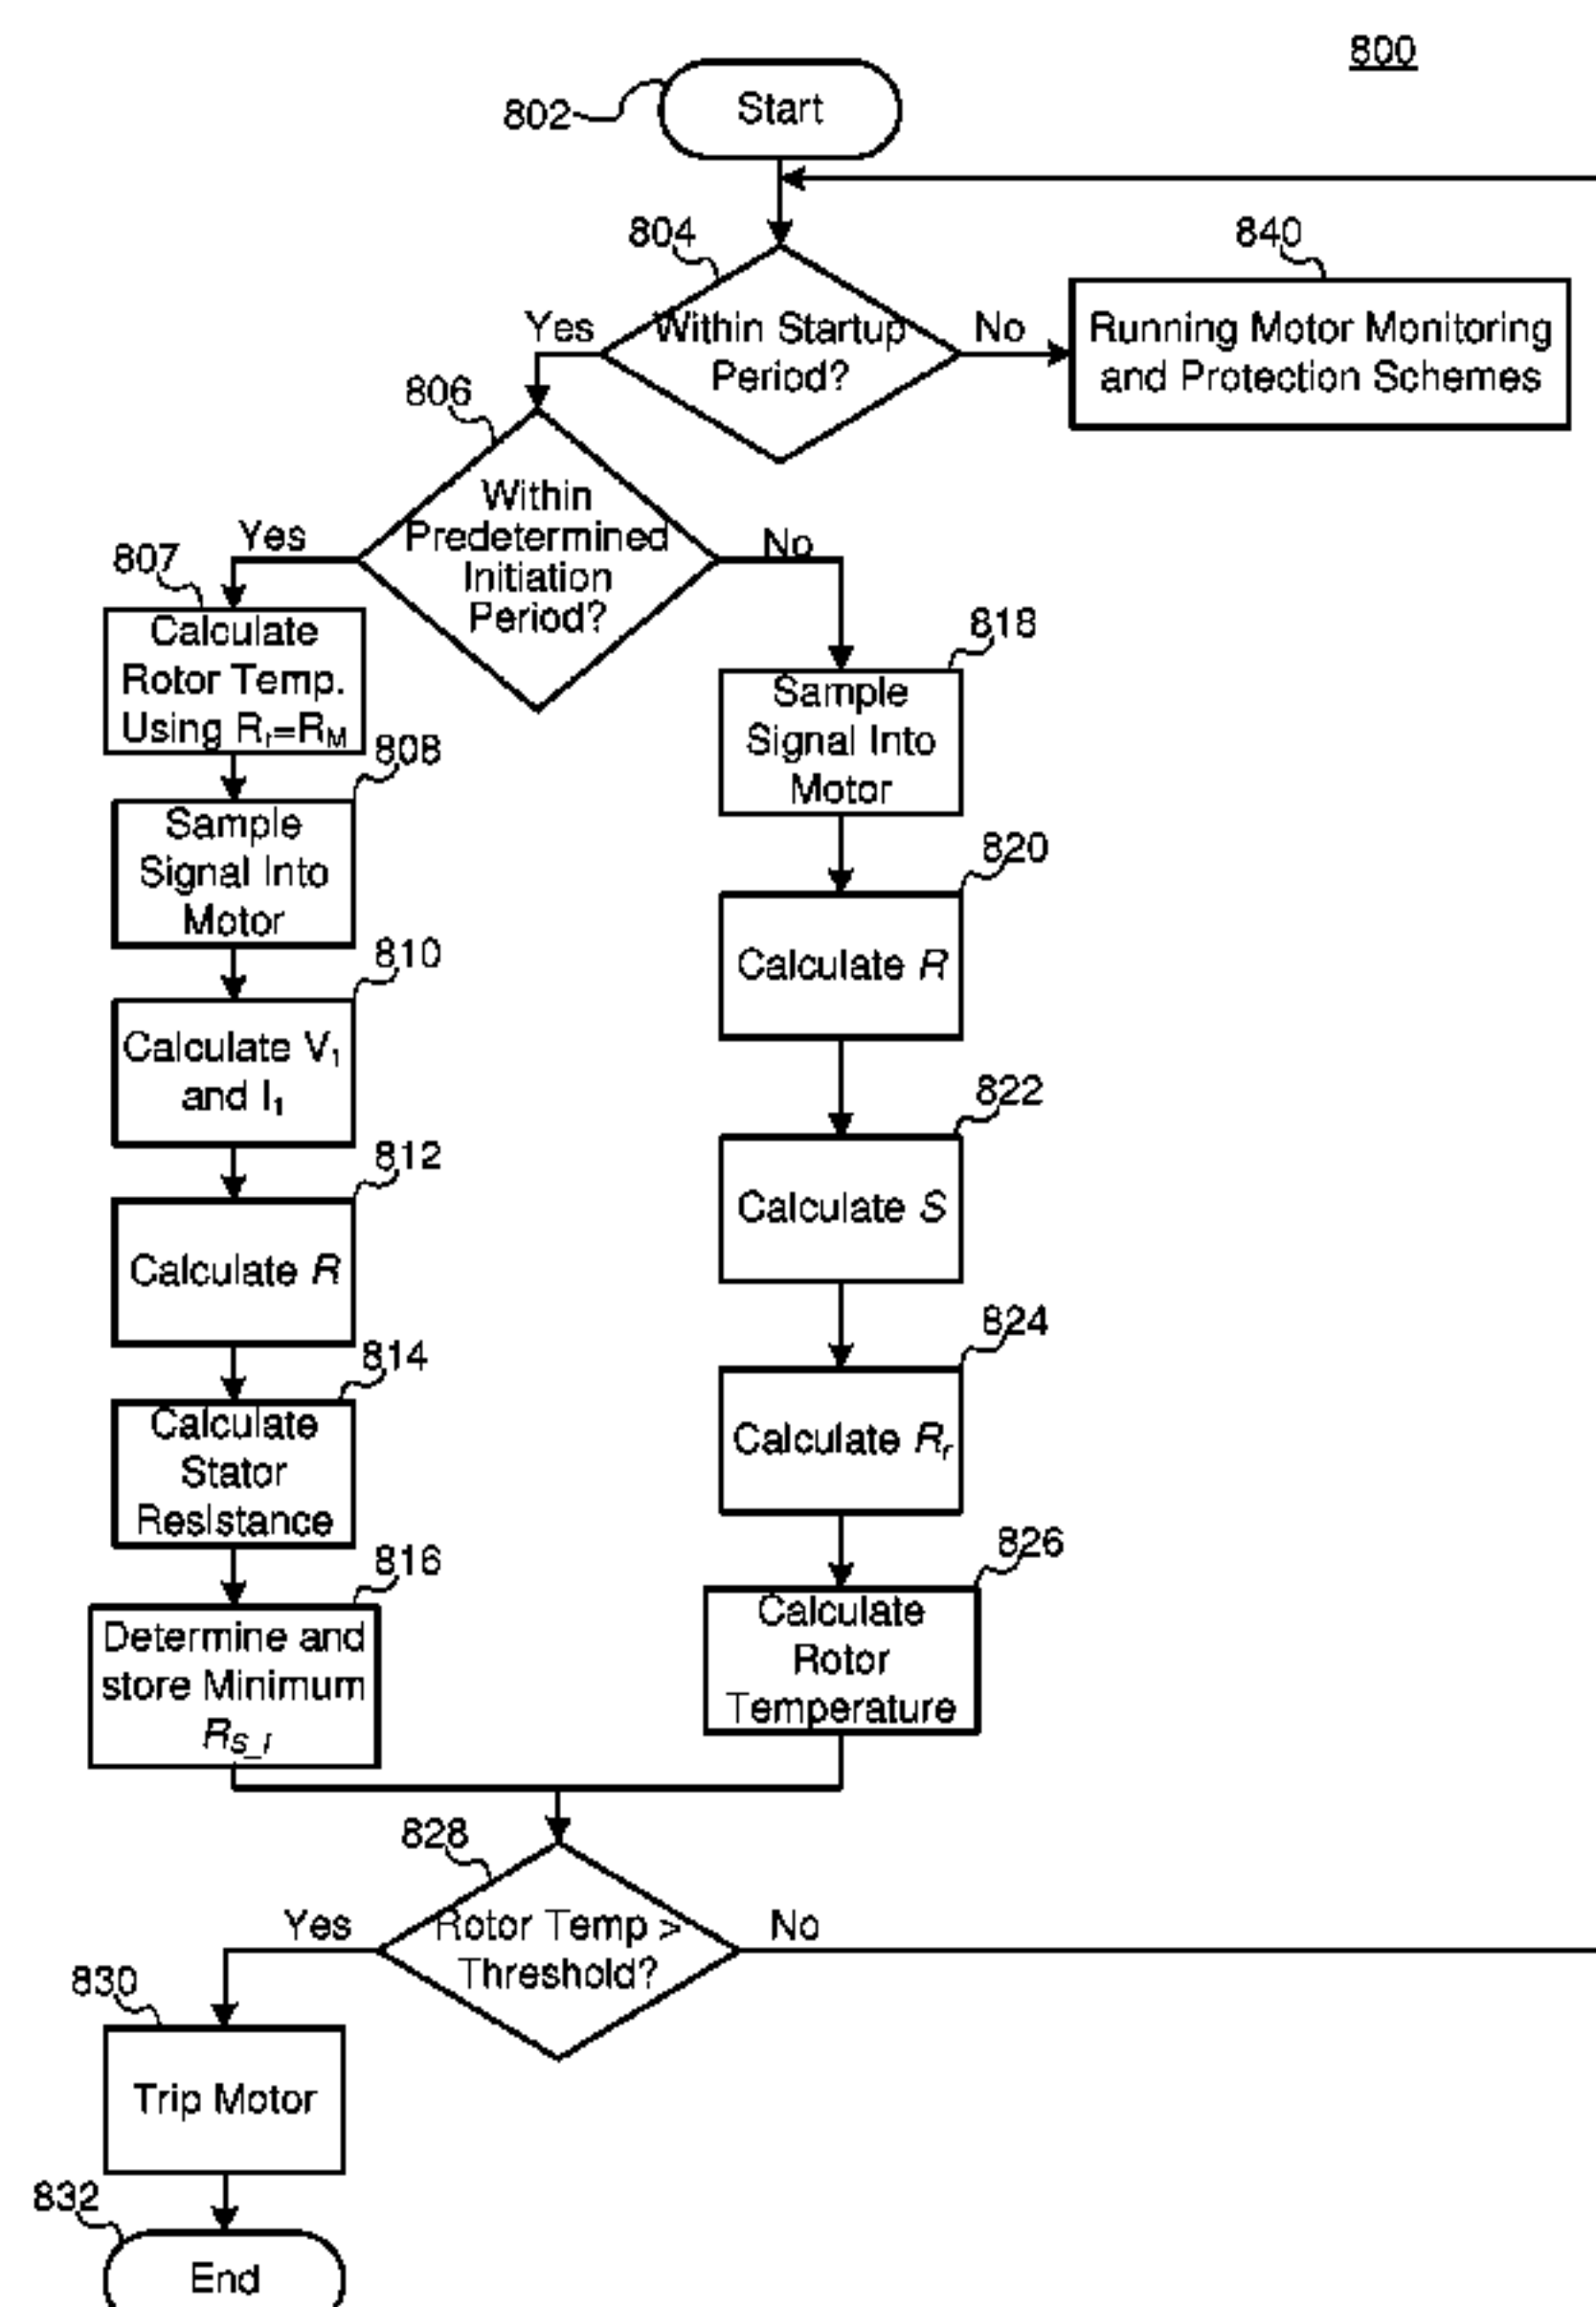 800
802
Start
804
840
Yes
Within Startup
Period?
No
Running Motor Monitoring
and Protection Schemes
806
Within
Predetermined
Initiation
Period?
Yes
No
807
Calculate
Rotor Temp.
Using Rr=RM
818
Sample
Signal Into
Motor
808
Sample
Signal Into
Motor
820
Calculate R
810
Calculate V1
and I1
822
Calculate S
812
Calculate R
824
Calculate Rr
814
Calculate
Stator
Resistance
826
Calculate
Rotor
Temperature
816
Determine and
store Minimum
RS_I
828
Yes
Rotor Temp >
Threshold?
No
830
Trip Motor
832
End